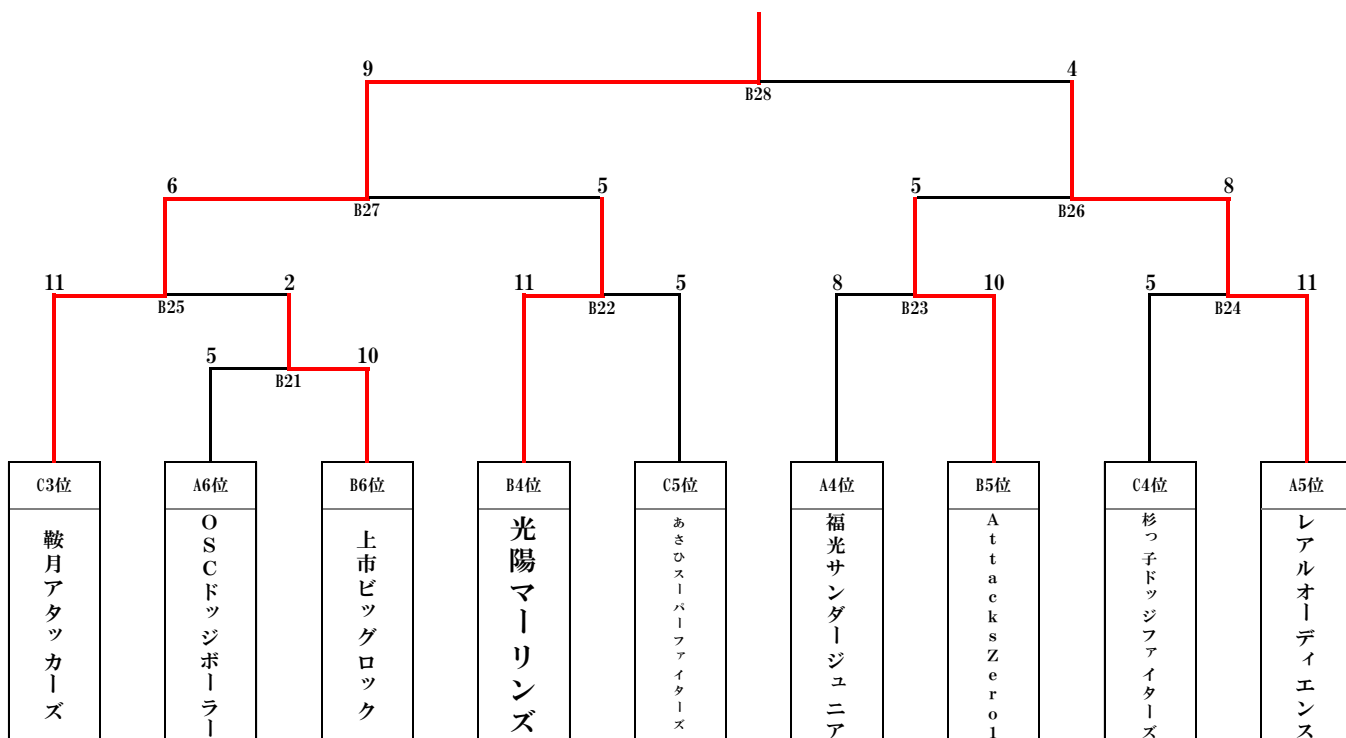 9
4
B28
6
5
5
8
B27
B26
11
2
11
5
8
10
5
11
B25
B22
B23
B24
5
10
B21
C3位
A6位
B6位
B4位
C5位
A4位
B5位
C4位
A5位
鞍月アタッカーズ
OSCドッジボーラー
上市ビッグロック
光陽マーリンズ
あさひスーパーファイターズ
福光サンダージュニア
AttacksZero1
杉っ子ドッジファイターズ
レアルオーディエンス